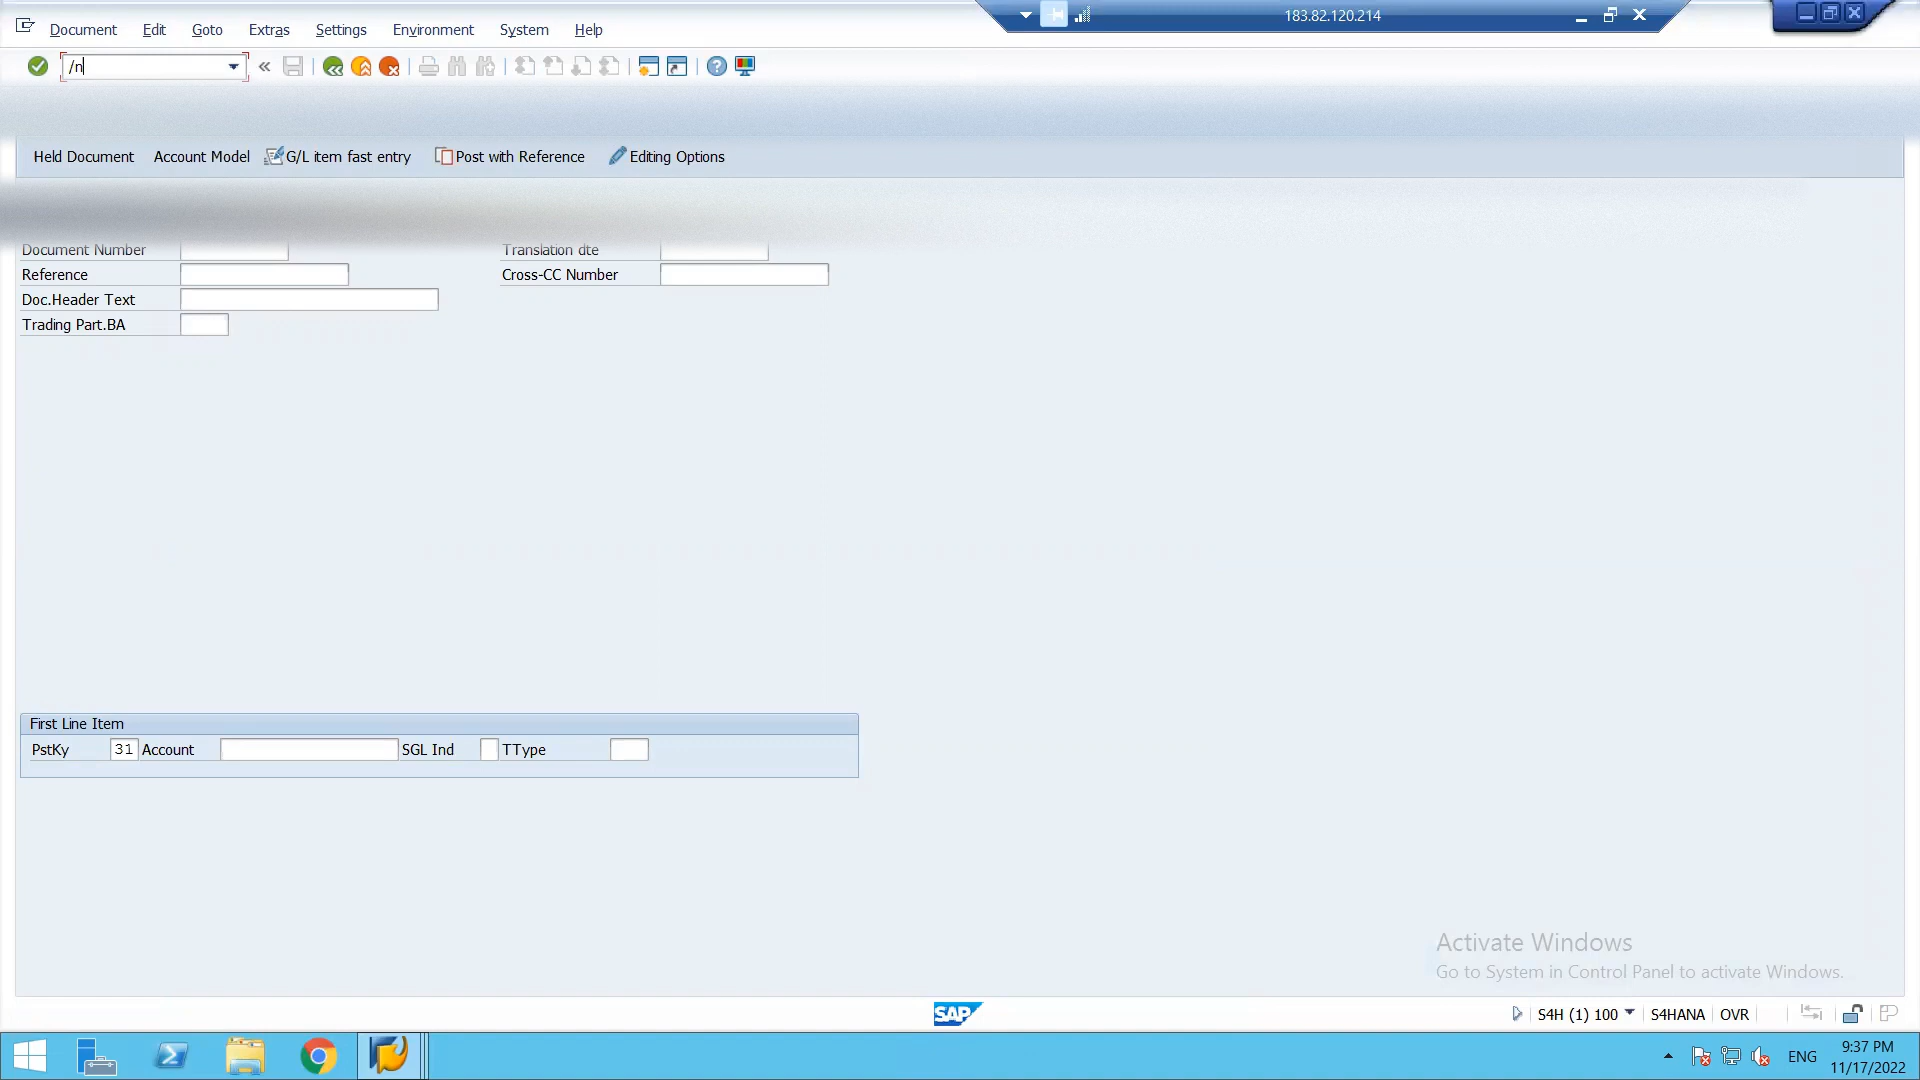 183.82.120.214
Document Edit Goto Extras Settings Environment System Help
/n
Held Document Account Model G/L item fast entry Post with Reference Editing Options
Document Number Translation dte
Reference Cross-CC Number
Doc.Header Text
Trading Part.BA
First Line Item
PstKy 31 Account SGL Ind TType
Activate Windows
Go to System in Control Panel to activate Windows.
SAP S4H (1) 100 S4HANA OVR
ENG 9:37 PM
11/17/2022